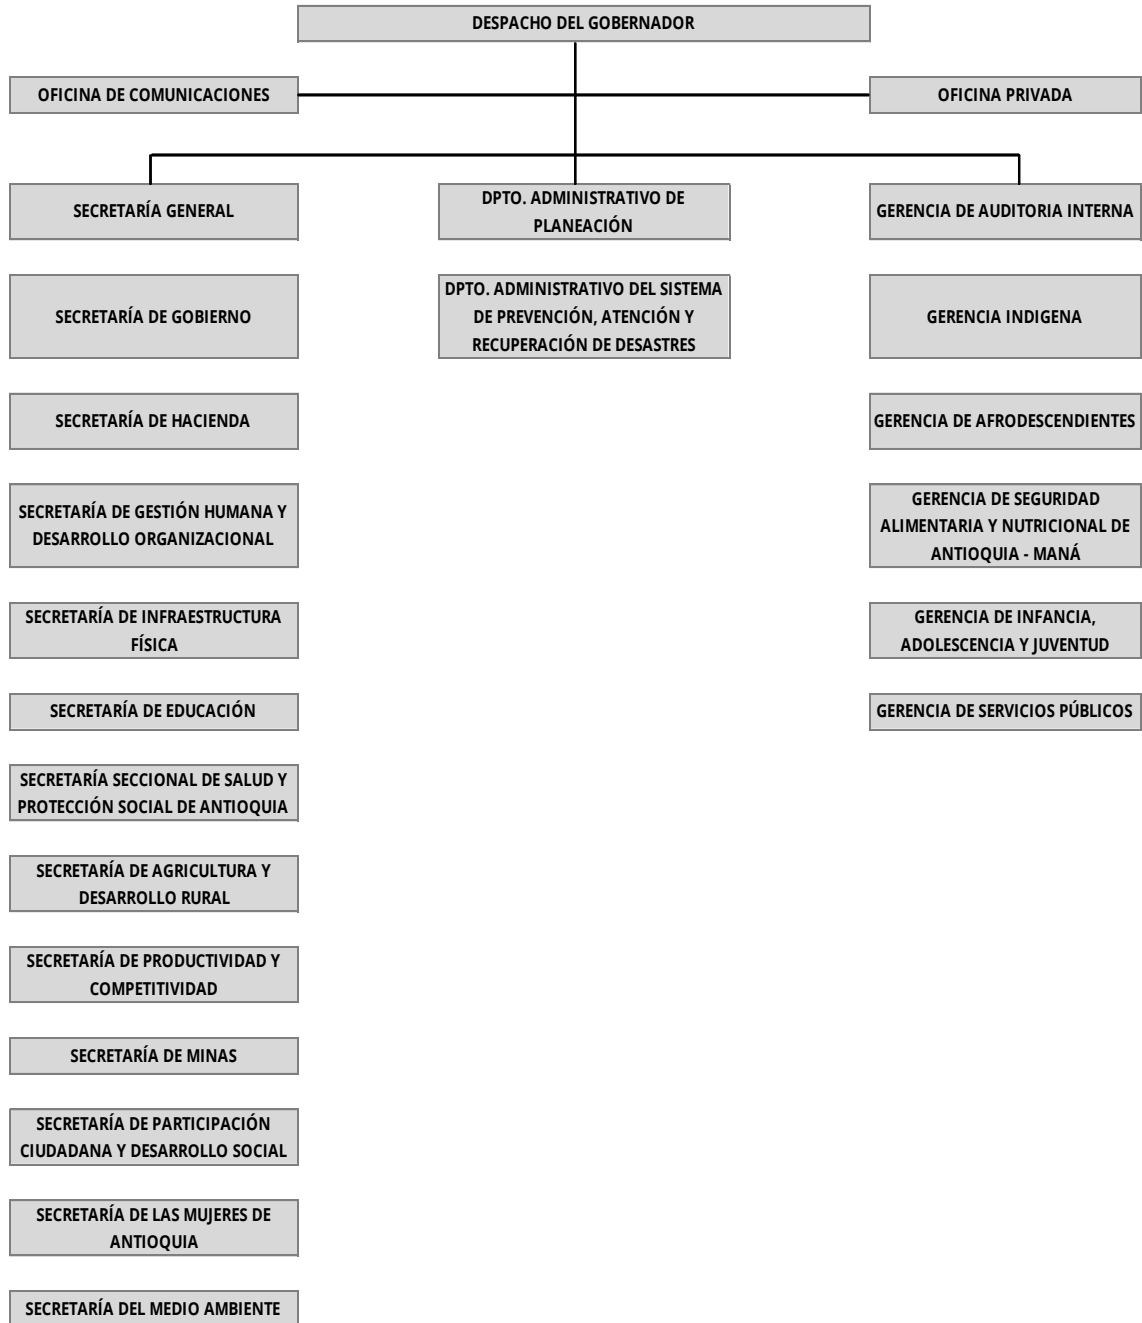 DESPACHO DEL GOBERNADOR
OFICINA DE COMUNICACIONES
OFICINA PRIVADA
SECRETARÍA GENERAL
DPTO. ADMINISTRATIVO DE
PLANEACIÓN
GERENCIA DE AUDITORIA INTERNA
SECRETARÍA DE GOBIERNO
DPTO. ADMINISTRATIVO DEL SISTEMA
DE PREVENCIÓN, ATENCIÓN Y
RECUPERACIÓN DE DESASTRES
GERENCIA INDIGENA
SECRETARÍA DE HACIENDA
GERENCIA DE AFRODESCENDIENTES
SECRETARÍA DE GESTIÓN HUMANA Y
DESARROLLO ORGANIZACIONAL
GERENCIA DE SEGURIDAD
ALIMENTARIA Y NUTRICIONAL DE
ANTIOQUIA - MANÁ
SECRETARÍA DE INFRAESTRUCTURA
FÍSICA
GERENCIA DE INFANCIA,
ADOLESCENCIA Y JUVENTUD
SECRETARÍA DE EDUCACIÓN
GERENCIA DE SERVICIOS PÚBLICOS
SECRETARÍA SECCIONAL DE SALUD Y
PROTECCIÓN SOCIAL DE ANTIOQUIA
SECRETARÍA DE AGRICULTURA Y
DESARROLLO RURAL
SECRETARÍA DE PRODUCTIVIDAD Y
COMPETITIVIDAD
SECRETARÍA DE MINAS
SECRETARÍA DE PARTICIPACIÓN
CIUDADANA Y DESARROLLO SOCIAL
SECRETARÍA DE LAS MUJERES DE
ANTIOQUIA
SECRETARÍA DEL MEDIO AMBIENTE